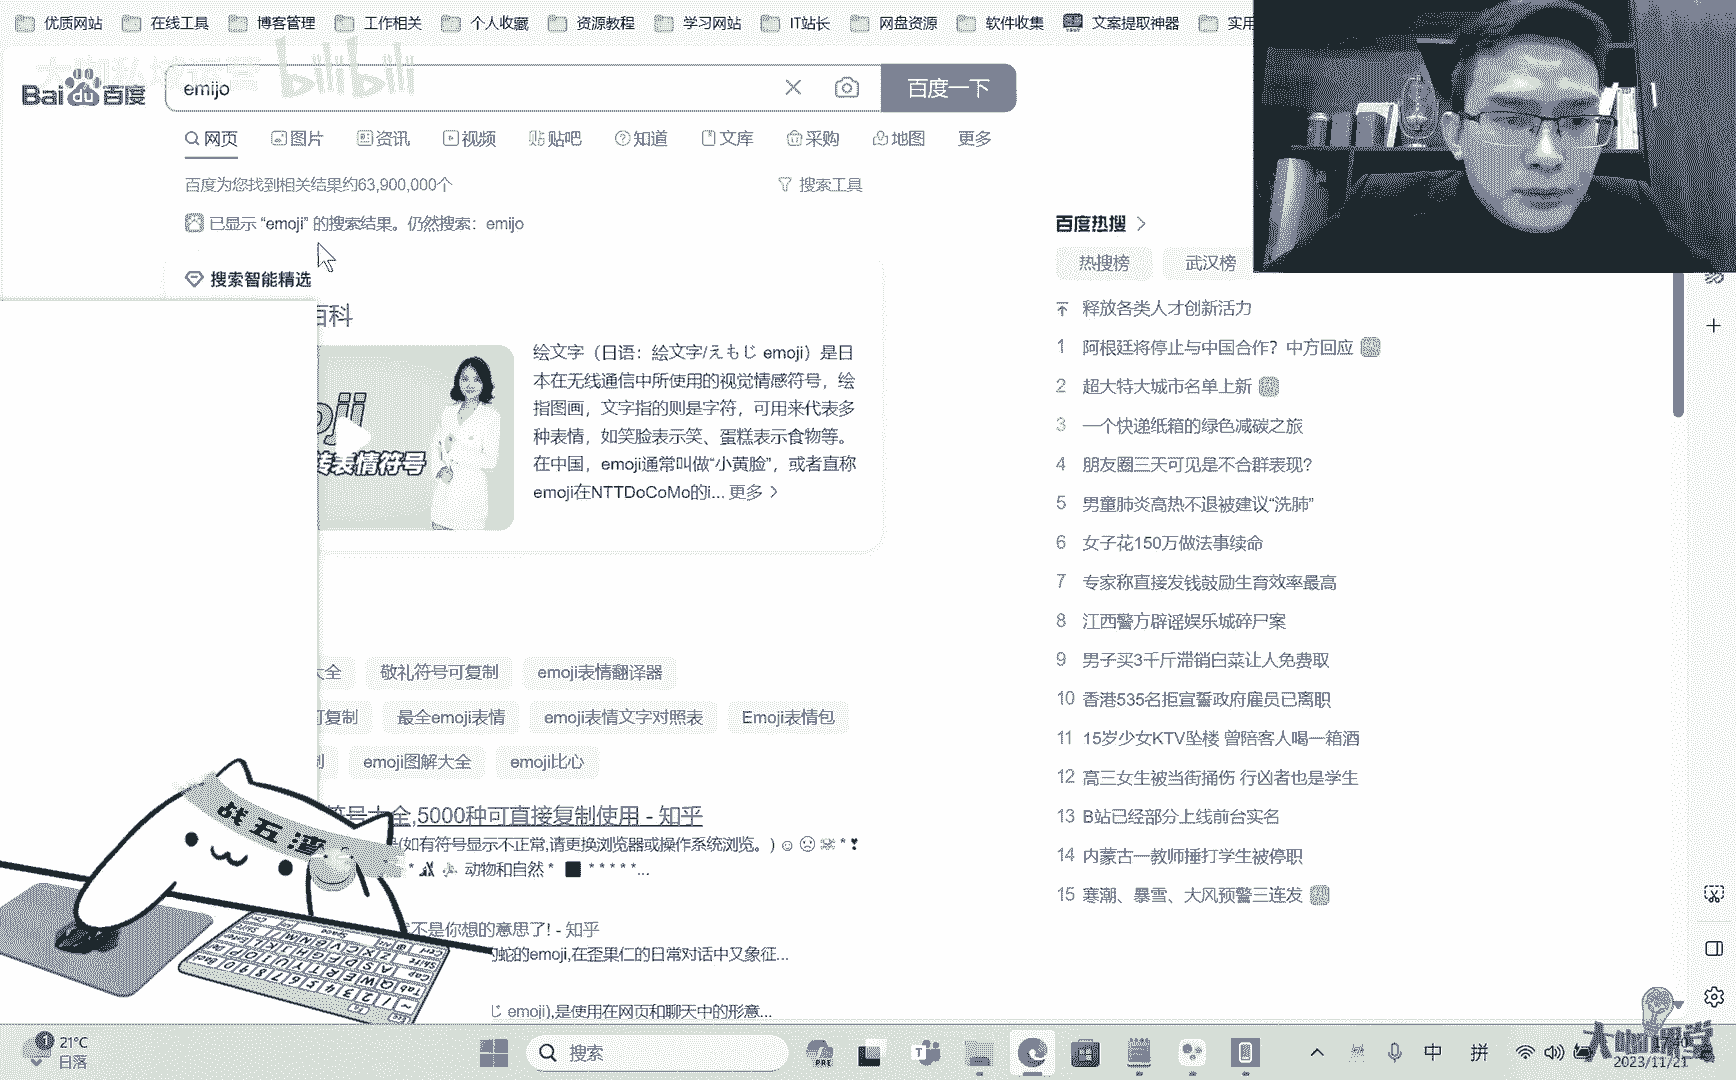 优质网站 在线工具 博客管理 工作相关 个人收藏 资源教程 学习网站 IT站长 网盘资源 软件收集 文案提取神器 实用
bilibili
Bai du 百度 emijo 百度一下
网页 图片 资讯 视频 贴吧 知道 文库 采购 地图 更多
百度为您找到相关结果约63,900,000个 搜索工具
已显示 “emoji” 的搜索结果。仍然搜索：emijo
搜索智能精选
百科
绘文字（日语：绘文字/えもじ emoji）是日
本在无线通信中所使用的视觉情感符号，绘
指图画，文字指的则是字符，可用来代表多
种表情，如笑脸表示笑、蛋糕表示食物等。
在中国，emoji通常叫做“小黄脸”，或者直称
emoji在NTTDoCoMo的i... 更多
表情符号
大全 敬礼符号可复制 emoji表情翻译器
可复制 最全emoji表情 emoji表情文字对照表 Emoji表情包
emoji图解大全 emoji比心
符号大全,5000种可直接复制使用 - 知乎
(如有符号显示不正常,请更换浏览器或操作系统浏览。)
动物和自然
不是你想的意思了! - 知乎
的蛇的emoji,在歪果仁的日常对话中又象征...
じ emoji),是使用在网页和聊天中的形意...
百度热搜
热搜榜 武汉榜
释放各类人才创新活力
1 阿根廷将停止与中国合作？中方回应
2 超大特大城市名单上新
3 一个快递纸箱的绿色减碳之旅
4 朋友圈三天可见是不合群表现?
5 男童肺炎高热不退被建议“洗肺”
6 女子花150万做法事续命
7 专家称直接发钱鼓励生育效率最高
8 江西警方辟谣娱乐城碎尸案
9 男子买3千斤滞销白菜让人免费取
10 香港535名拒宣誓政府雇员已离职
11 15岁少女KTV坠楼 曾陪客人喝一箱酒
12 高三女生被当街捅伤 行凶者也是学生
13 B站已经部分上线前台实名
14 内蒙古一教师捶打学生被停职
15 寒潮、暴雪、大风预警三连发
战五渣
1 21°C
日落
搜索
PRE
中 拼
大咖课堂
2023/11/21